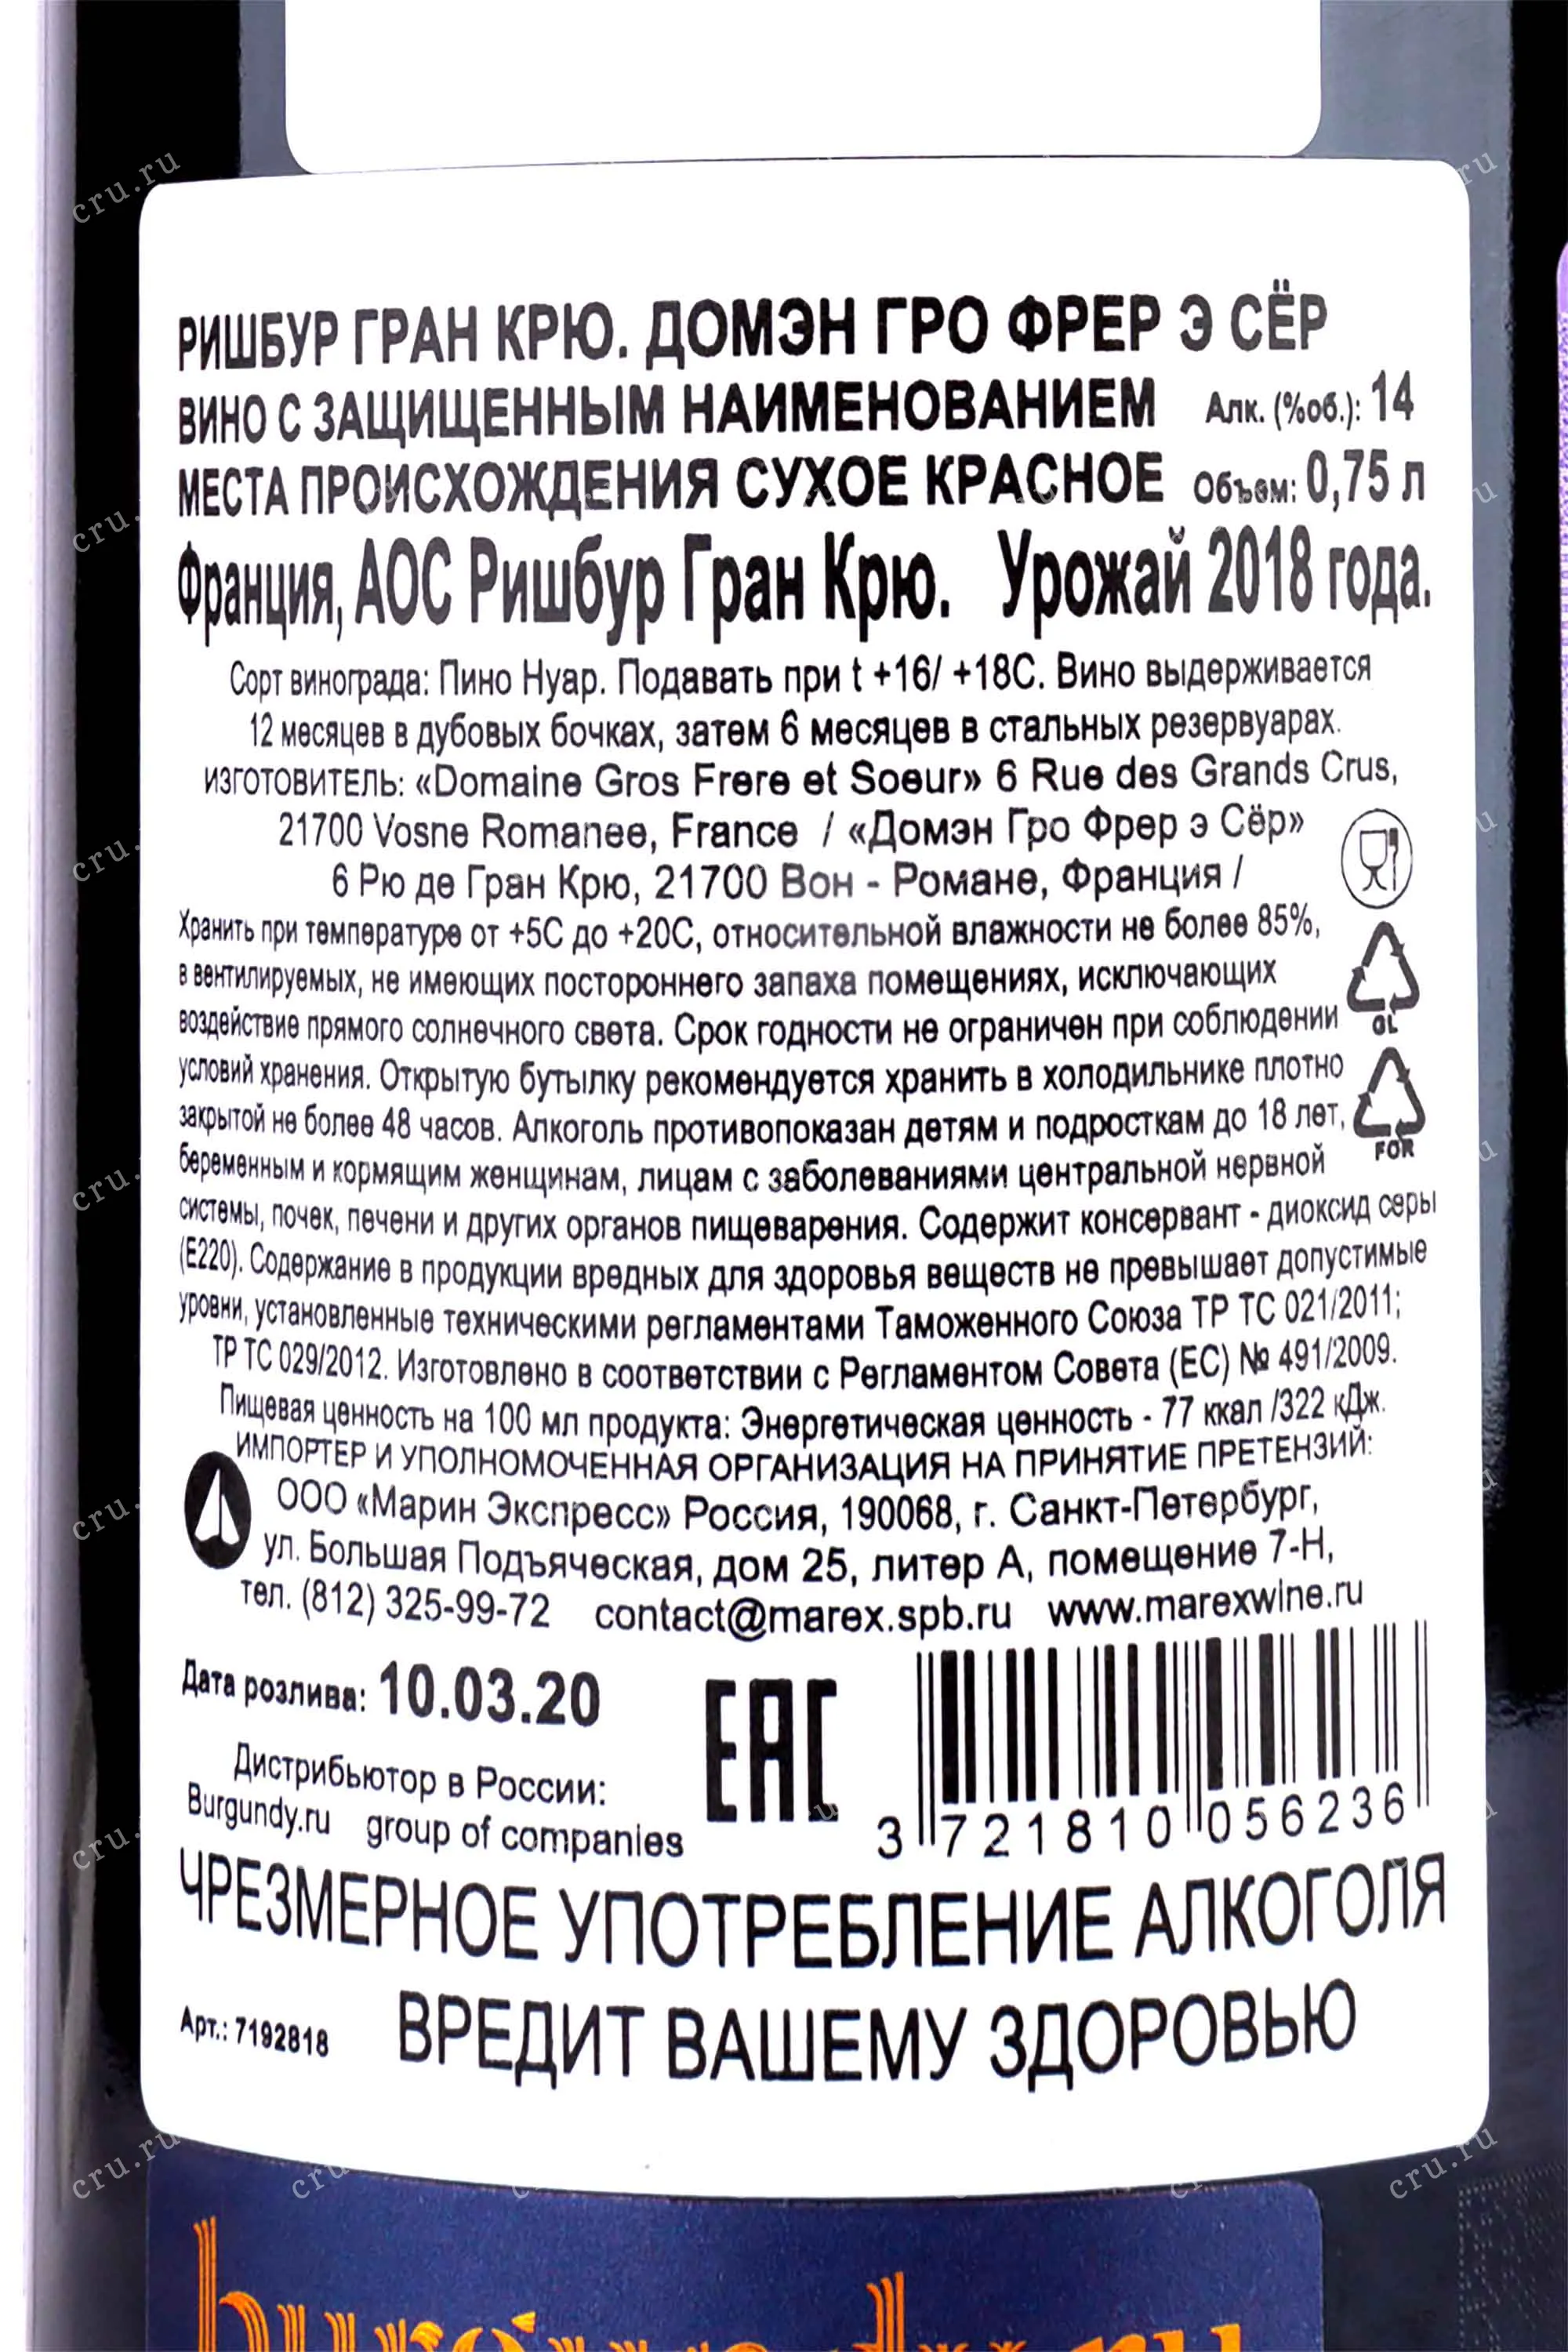 РИШБУР ГРАН КРЮ. ДОМЭН ГРО ФРЕР Э СЁР
ВИНО С ЗАЩИЩЕННЫМ НАИМЕНОВАНИЕМ Алк. (%об.): 14
МЕСТА ПРОИСХОЖДЕНИЯ СУХОЕ КРАСНОЕ Объем: 0,75 л
Франция, АОС Ришбур Гран Крю. Урожай 2018 года.
Сорт винограда: Пино Нуар. Подавать при t +16/ +18С. Вино выдерживается
12 месяцев в дубовых бочках, затем 6 месяцев в стальных резервуарах.
ИЗГОТОВИТЕЛЬ: «Domaine Gros Frere et Soeur» 6 Rue des Grands Crus,
21700 Vosne Romanee, France / «Домэн Гро Фрер э Сёр»
6 Рю де Гран Крю, 21700 Вон - Романе, Франция /
Хранить при температуре от +5С до +20С, относительной влажности не более 85%,
в вентилируемых, не имеющих постороннего запаха помещениях, исключающих
воздействие прямого солнечного света. Срок годности не ограничен при соблюдении
GL
условий хранения. Открытую бутылку рекомендуется хранить в холодильнике плотно
закрытой не более 48 часов. Алкоголь противопоказан детям и подросткам до 18 лет,
FOR
беременным и кормящим женщинам, лицам с заболеваниями центральной нервной
системы, почек, печени и других органов пищеварения. Содержит консервант - диоксид серы
(Е220). Содержание в продукции вредных для здоровья веществ не превышает допустимые
уровни, установленные техническими регламентами Таможенного Союза ТР ТС 021/2011;
ТР ТС 029/2012. Изготовлено в соответствии с Регламентом Совета (ЕС) № 491/2009.
Пищевая ценность на 100 мл продукта: Энергетическая ценность - 77 ккал /322 кДж.
ИМПОРТЕР И УПОЛНОМОЧЕННАЯ ОРГАНИЗАЦИЯ НА ПРИНЯТИЕ ПРЕТЕНЗИЙ:
ООО «Марин Экспресс» Россия, 190068, г. Санкт-Петербург,
ул. Большая Подъяческая, дом 25, литер А, помещение 7-Н,
тел. (812) 325-99-72 contact@marex.spb.ru www.marexwine.ru
Дата розлива: 10.03.20
EAC
Дистрибьютор в России:
Burgundy.ru group of companies
3 721810 056236
ЧРЕЗМЕРНОЕ УПОТРЕБЛЕНИЕ АЛКОГОЛЯ
ВРЕДИТ ВАШЕМУ ЗДОРОВЬЮ
Арт.: 7192818
cru.ru